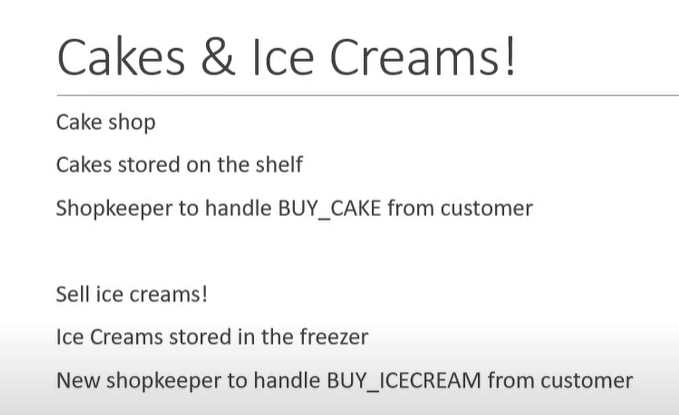 Cakes & Ice Creams!
Cake shop
Cakes stored on the shelf
Shopkeeper to handle BUY_CAKE from customer
Sell ice creams!
Ice Creams stored in the freezer
New shopkeeper to handle BUY_ICECREAM from customer